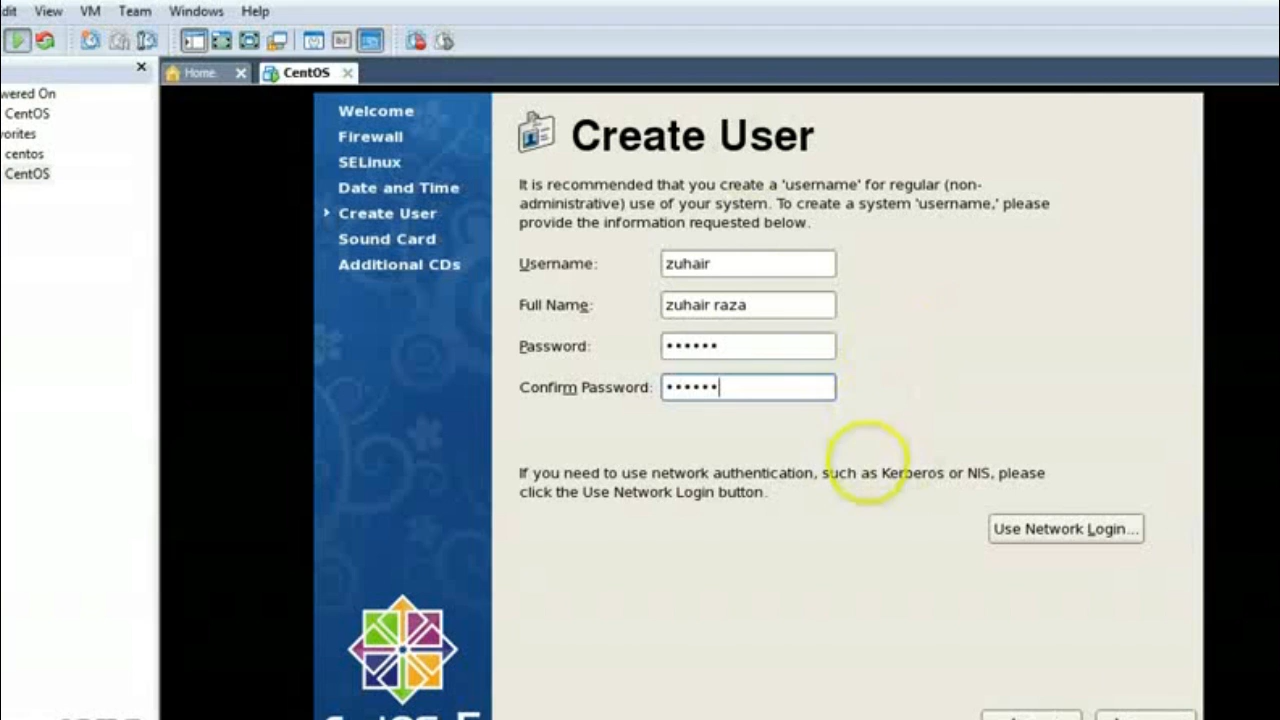 dit View VM Team Windows Help
Home CentOS
wered On
CentOS
vorites
centos
CentOS
Welcome
Firewall
SELinux
Date and Time
Create User
Sound Card
Additional CDs
Create User
It is recommended that you create a 'username' for regular (non-
administrative) use of your system. To create a system 'username,' please
provide the information requested below.
Username: zuhair
Full Name: zuhair raza
Password: ••••••
Confirm Password: ••••••
If you need to use network authentication, such as Kerberos or NIS, please
click the Use Network Login button.
Use Network Login...